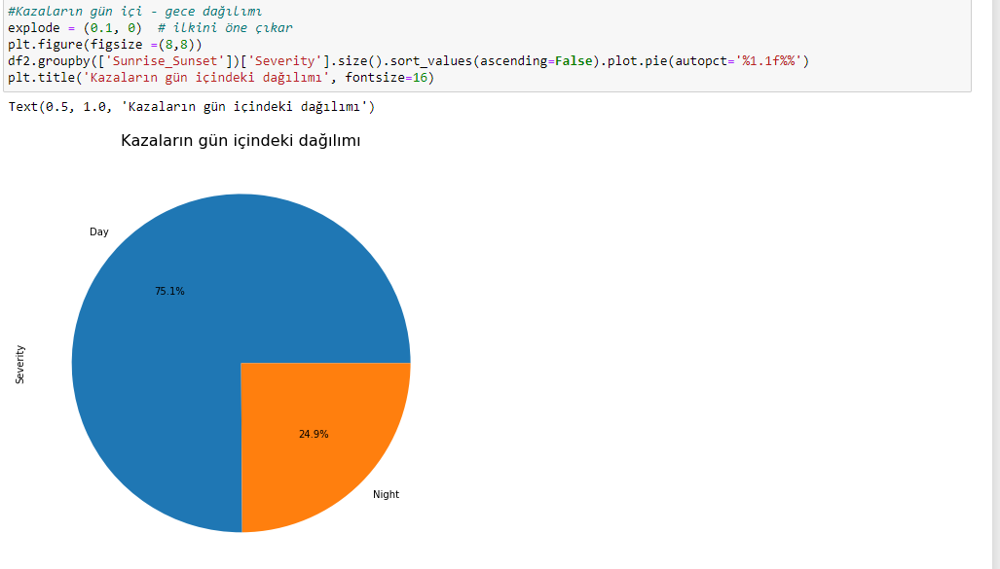 #Kazaların gün içi - gece dağılımı
explode = (0.1, 0)  # ilkini öne çıkar
plt.figure(figsize =(8,8))
df2.groupby(['Sunrise_Sunset'])['Severity'].size().sort_values(ascending=False).plot.pie(autopct='%1.1f%%')
plt.title('Kazaların gün içindeki dağılımı', fontsize=16)
Text(0.5, 1.0, 'Kazaların gün içindeki dağılımı')
Kazaların gün içindeki dağılımı
Day
75.1%
Severity
24.9%
Night